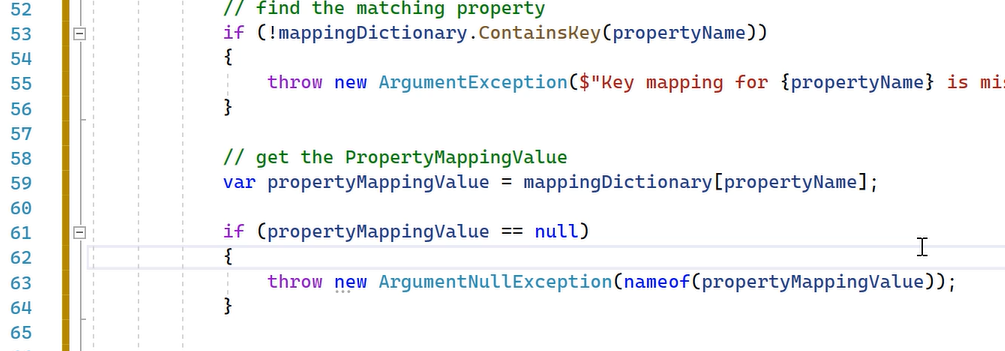 52 // find the matching property
53 if (!mappingDictionary.ContainsKey(propertyName))
54 {
55 throw new ArgumentException($"Key mapping for {propertyName} is
56 }
57
58 // get the PropertyMappingValue
59 var propertyMappingValue = mappingDictionary[propertyName];
60
61 if (propertyMappingValue == null)
62 {
63 throw new ArgumentNullException(nameof(propertyMappingValue));
64 }
65